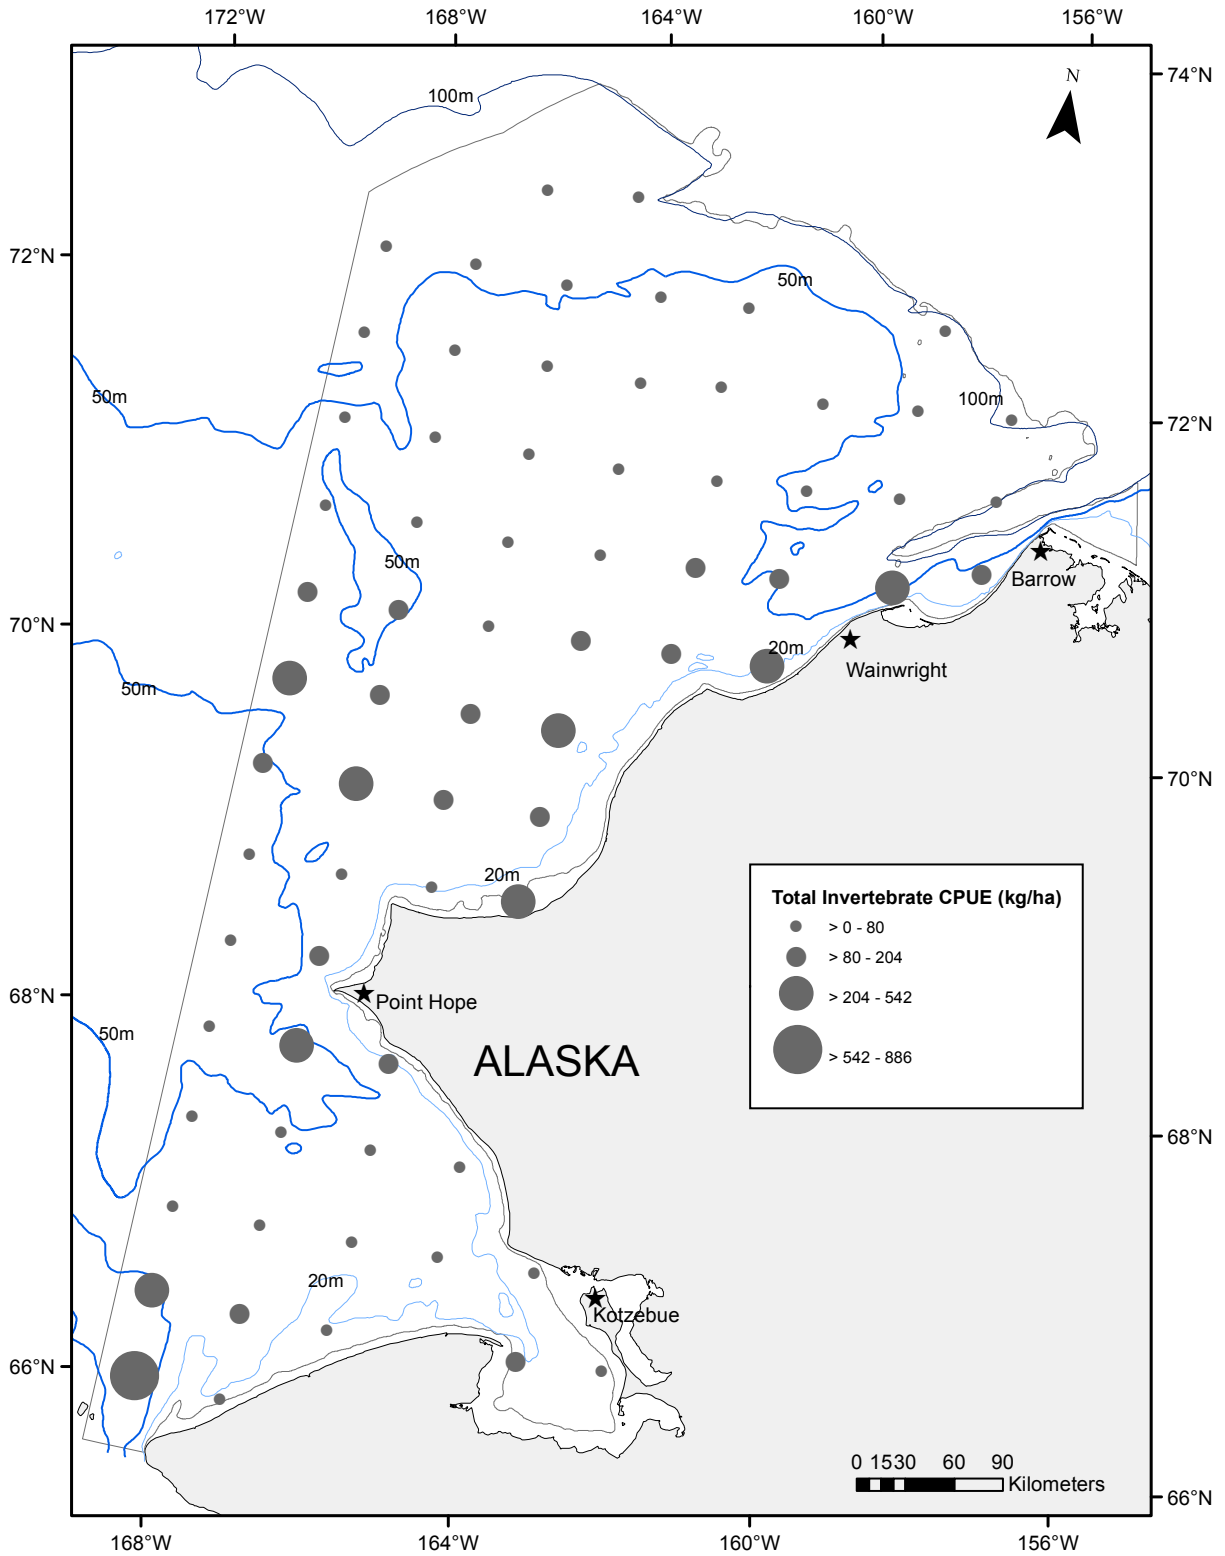 172°W 168°W 164°W 160°W 156°W
74°N
N
100m
72°N
50m
50m
100m
72°N
50m
Barrow
70°N
20m
Wainwright
50m
70°N
20m
Total Invertebrate CPUE (kg/ha)
> 0 - 80
> 80 - 204
> 204 - 542
> 542 - 886
68°N
Point Hope
50m
ALASKA
68°N
20m
Kotzebue
66°N
0 15 30 60 90
Kilometers
66°N
168°W 164°W 160°W 156°W